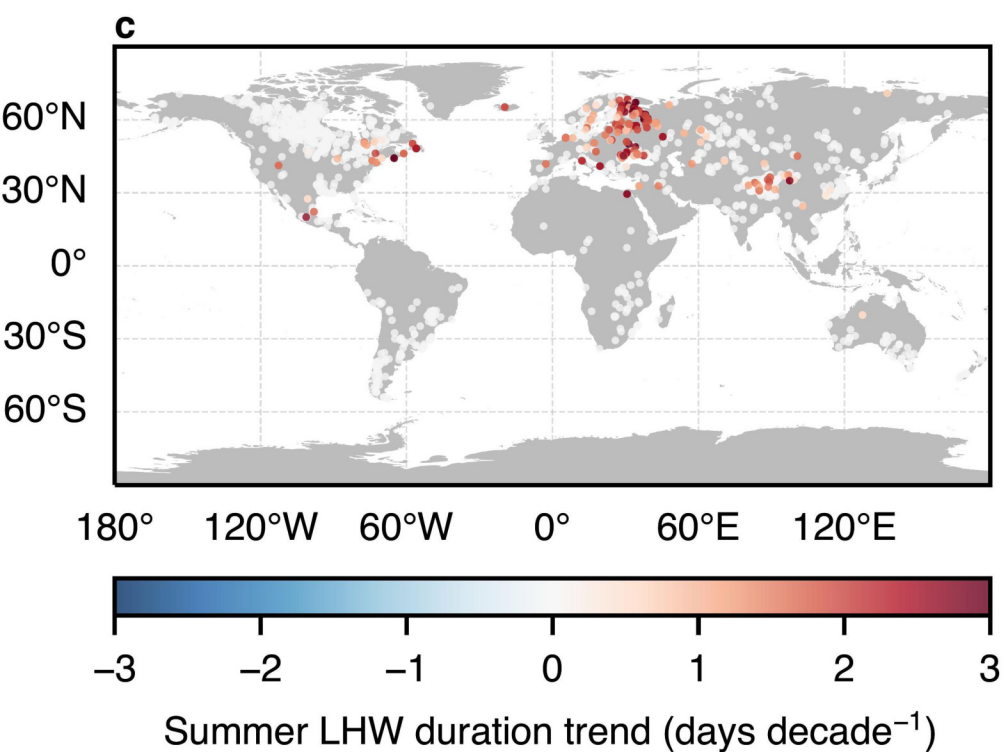 c
60°N
30°N
0°
30°S
60°S
180° 120°W 60°W 0° 60°E 120°E
−3 −2 −1 0 1 2 3
Summer LHW duration trend (days decade⁻¹)